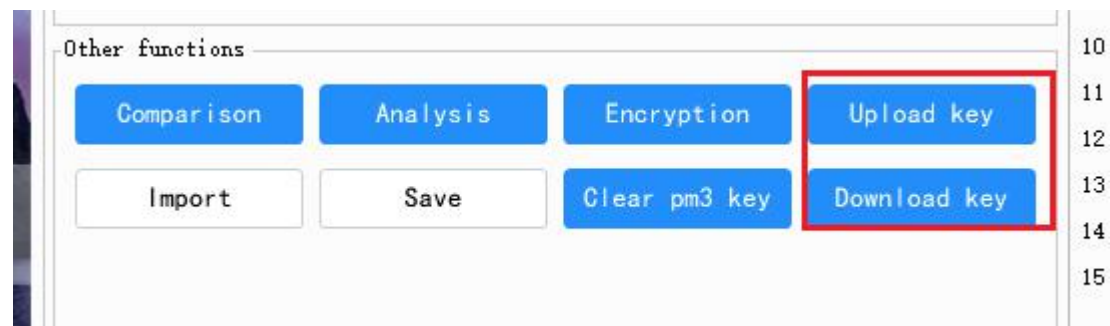 Other functions
Comparison Analysis Encryption Upload key
Import Save Clear pm3 key Download key
10
11
12
13
14
15